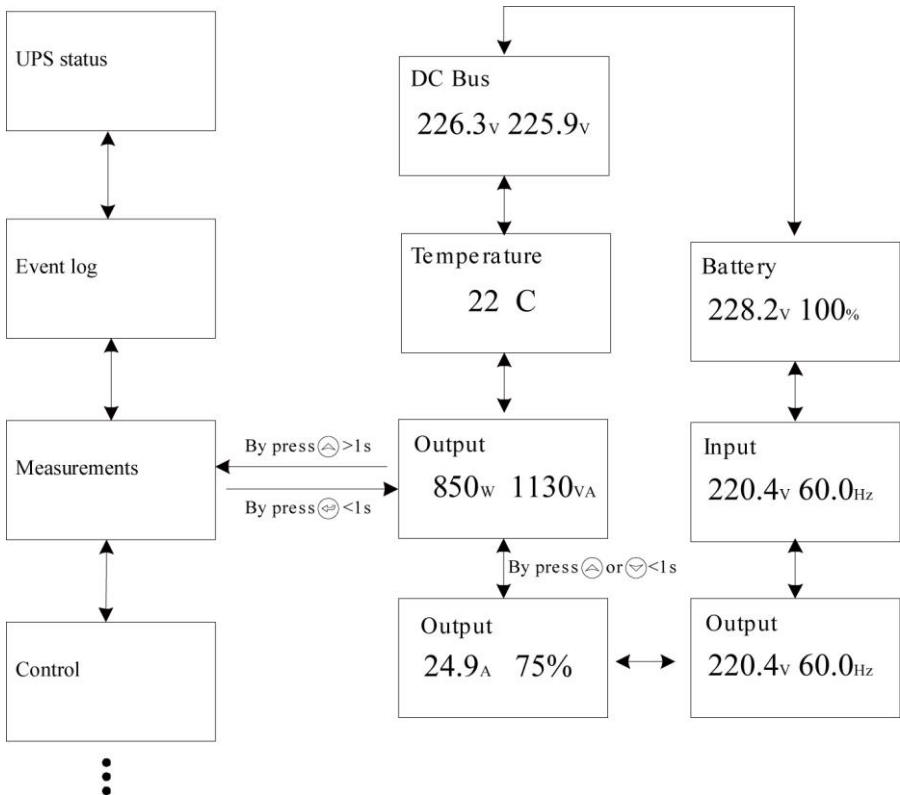 UPS status
Event log
Measurements
Control
By press >1s
By press <1s
DC Bus
226.3V 225.9V
Temperature
22 C
Output
850W 1130VA
By press or <1s
Output
24.9A 75%
Battery
228.2V 100%
Input
220.4V 60.0Hz
Output
220.4V 60.0Hz